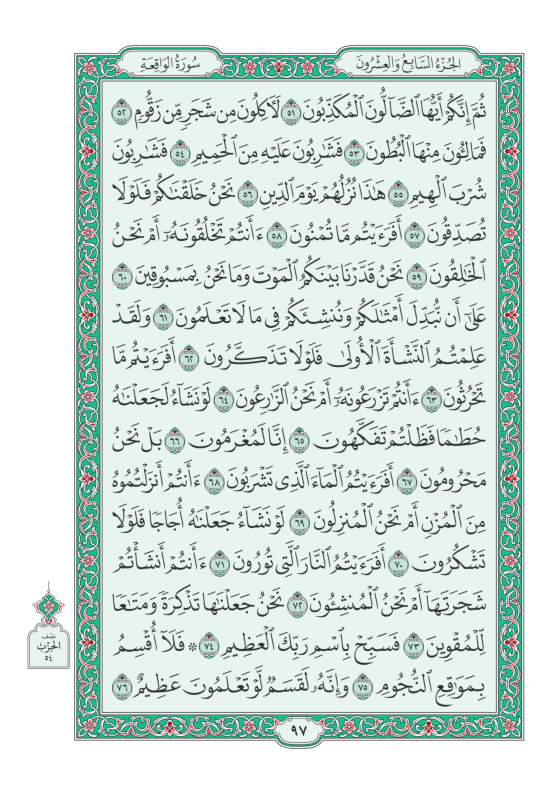 الجُزْءُ السَّابِعُ وَالعِشْرُونَ
سُورَةُ الوَاقِعَةِ
ثُمَّ إِنَّكُمْ أَيُّهَا ٱلضَّآلُّونَ ٱلْمُكَذِّبُونَ ٥١ لَأٓكِلُونَ مِن شَجَرٍ مِّن زَقُّومٍ ٥٢
فَمَالِـُٔونَ مِنْهَا ٱلْبُطُونَ ٥٣ فَشَٰرِبُونَ عَلَيْهِ مِنَ ٱلْحَمِيمِ ٥٤ فَشَٰرِبُونَ
شُرْبَ ٱلْهِيمِ ٥٥ هَٰذَا نُزُلُهُمْ يَوْمَ ٱلدِّينِ ٥٦ نَحْنُ خَلَقْنَٰكُمْ فَلَوْلَا
تُصَدِّقُونَ ٥٧ أَفَرَءَيْتُم مَّا تُمْنُونَ ٥٨ ءَأَنتُمْ تَخْلُقُونَهُۥٓ أَمْ نَحْنُ
ٱلْخَٰلِقُونَ ٥٩ نَحْنُ قَدَّرْنَا بَيْنَكُمُ ٱلْمَوْتَ وَمَا نَحْنُ بِمَسْبُوقِينَ ٦٠
عَلَىٰٓ أَن نُّبَدِّلَ أَمْثَٰلَكُمْ وَنُنشِئَكُمْ فِى مَا لَا تَعْلَمُونَ ٦١ وَلَقَدْ
عَلِمْتُمُ ٱلنَّشْأَةَ ٱلْأُولَىٰ فَلَوْلَا تَذَكَّرُونَ ٦٢ أَفَرَءَيْتُم مَّا
تَحْرُثُونَ ٦٣ ءَأَنتُمْ تَزْرَعُونَهُۥٓ أَمْ نَحْنُ ٱلزَّٰرِعُونَ ٦٤ لَوْ نَشَآءُ لَجَعَلْنَٰهُ
حُطَٰمًا فَظَلْتُمْ تَفَكَّهُونَ ٦٥ إِنَّا لَمُغْرَمُونَ ٦٦ بَلْ نَحْنُ
مَحْرُومُونَ ٦٧ أَفَرَءَيْتُمُ ٱلْمَآءَ ٱلَّذِى تَشْرَبُونَ ٦٨ ءَأَنتُمْ أَنزَلْتُمُوهُ
مِنَ ٱلْمُزْنِ أَمْ نَحْنُ ٱلْمُنزِلُونَ ٦٩ لَوْ نَشَآءُ جَعَلْنَٰهُ أُجَاجًا فَلَوْلَا
تَشْكُرُونَ ٧٠ أَفَرَءَيْتُمُ ٱلنَّارَ ٱلَّتِى تُورُونَ ٧١ ءَأَنتُمْ أَنشَأْتُمْ
شَجَرَتَهَآ أَمْ نَحْنُ ٱلْمُنشِـُٔونَ ٧٢ نَحْنُ جَعَلْنَٰهَا تَذْكِرَةً وَمَتَٰعًا
لِّلْمُقْوِينَ ٧٣ فَسَبِّحْ بِٱسْمِ رَبِّكَ ٱلْعَظِيمِ ٧٤ ۞ فَلَآ أُقْسِمُ
بِمَوَٰقِعِ ٱلنُّجُومِ ٧٥ وَإِنَّهُۥ لَقَسَمٌ لَّوْ تَعْلَمُونَ عَظِيمٌ ٧٦
نصف
الحِزْب
٥٤
٩٧